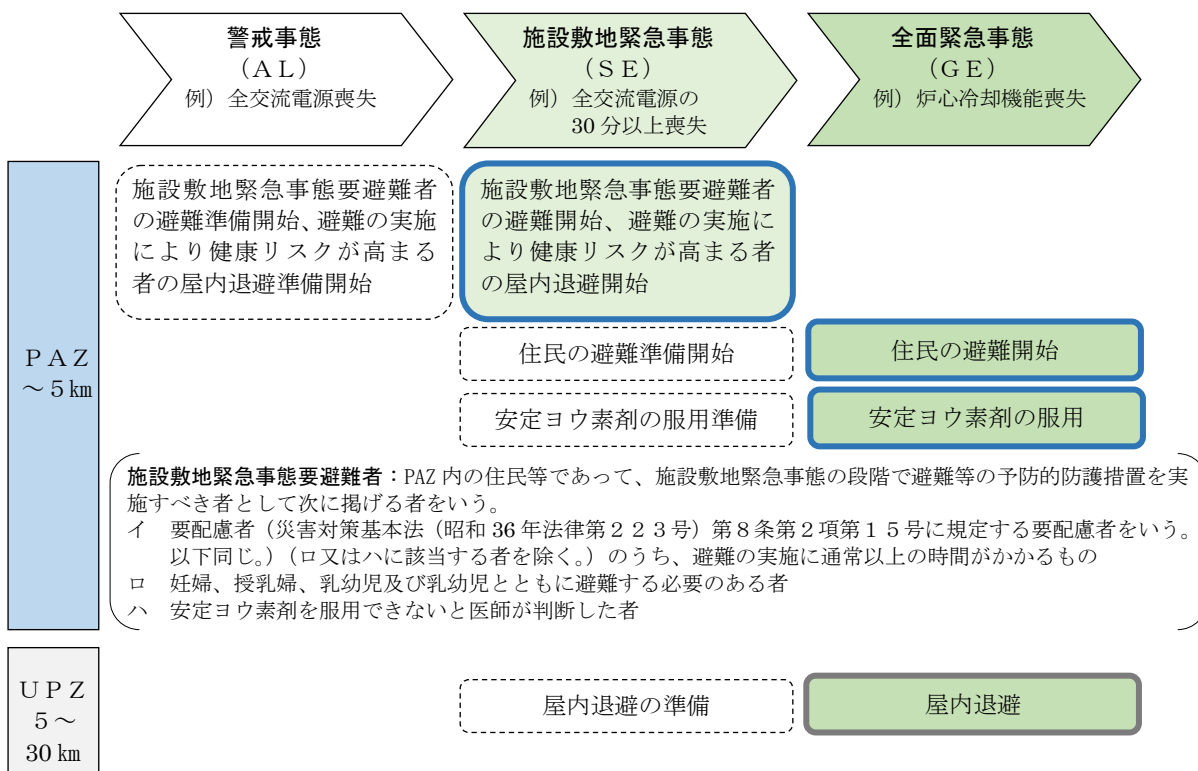 警戒事態
(AL)
例）全交流電源喪失
施設敷地緊急事態
(SE)
例）全交流電源の
30分以上喪失
全面緊急事態
(GE)
例）炉心冷却機能喪失
PAZ
～5㎞
施設敷地緊急事態要避難者
の避難準備開始、避難の実施
により健康リスクが高まる
者の屋内退避準備開始
施設敷地緊急事態要避難者
の避難開始、避難の実施に
より健康リスクが高まる者
の屋内退避開始
住民の避難準備開始
住民の避難開始
安定ヨウ素剤の服用準備
安定ヨウ素剤の服用
施設敷地緊急事態要避難者：PAZ内の住民等であって、施設敷地緊急事態の段階で避難等の予防的防護措置を実
施すべき者として次に掲げる者をいう。
イ　要配慮者（災害対策基本法（昭和36年法律第２２３号）第８条第２項第１５号に規定する要配慮者をいう。
以下同じ。）（ロ又はハに該当する者を除く。）のうち、避難の実施に通常以上の時間がかかるもの
ロ　妊婦、授乳婦、乳幼児及び乳幼児とともに避難する必要のある者
ハ　安定ヨウ素剤を服用できないと医師が判断した者
UPZ
5～
30㎞
屋内退避の準備
屋内退避